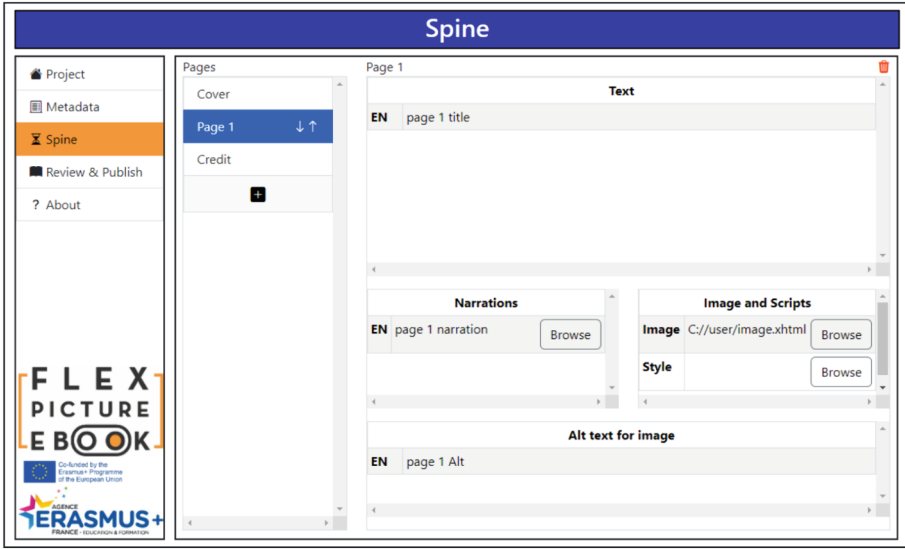 Spine
Project
Metadata
Spine
Review & Publish
? About
FLEX
PICTURE
EBOOK
Co-funded by the
Erasmus+ Programme
of the European Union
AGENCE
ERASMUS+
FRANCE - EDUCATION & FORMATION
Pages
Cover
Page 1 ↓↑
Credit
+
Page 1
Text
EN page 1 title
Narrations
EN page 1 narration Browse
Image and Scripts
Image C://user/image.xhtml Browse
Style Browse
Alt text for image
EN page 1 Alt